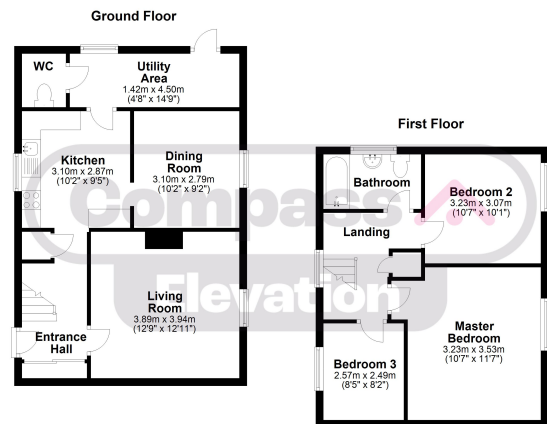 Ground Floor
WC
Utility
Area
1.42m x 4.50m
(4'8" x 14'9")
Kitchen
3.10m x 2.87m
(10'2" x 9'5")
Dining
Room
3.10m x 2.79m
(10'2" x 9'2")
Living
Room
3.89m x 3.94m
(12'9" x 12'11")
Entrance
Hall
First Floor
Bathroom
Bedroom 2
3.23m x 3.07m
(10'7" x 10'1")
Landing
Master
Bedroom
3.23m x 3.53m
(10'7" x 11'7")
Bedroom 3
2.57m x 2.49m
(8'5" x 8'2")
Compass
Elevation